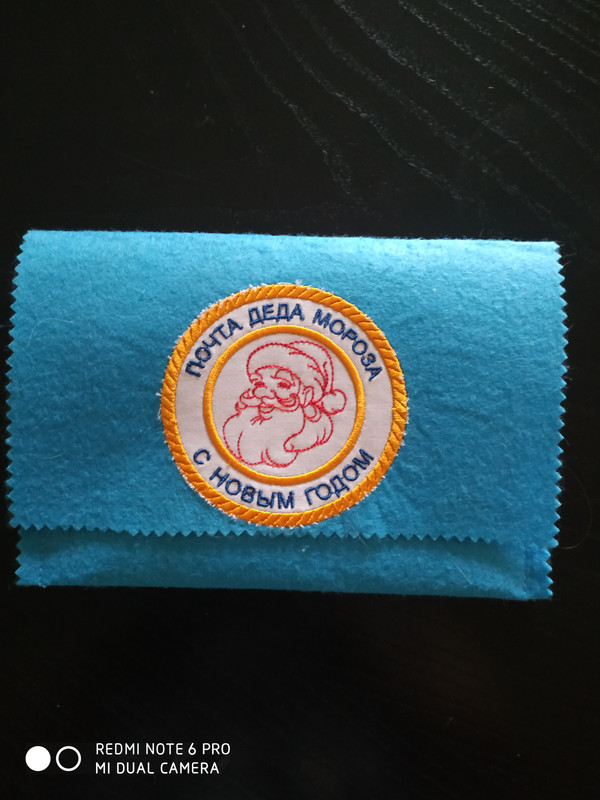 ПОЧТА ДЕДА МОРОЗА
С НОВЫМ ГОДОМ
REDMI NOTE 6 PRO
MI DUAL CAMERA